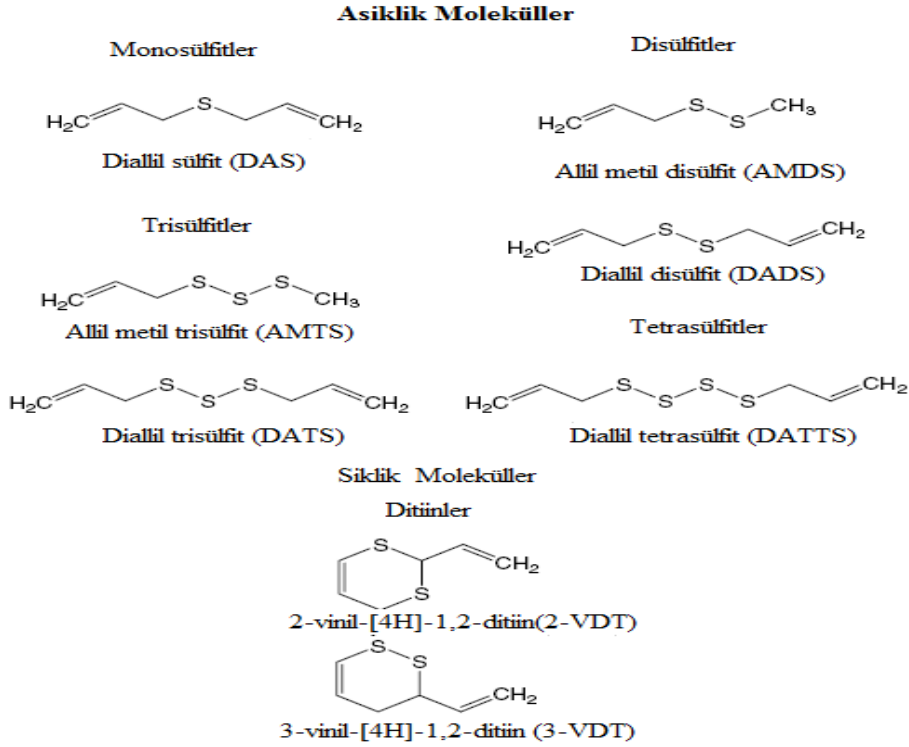 Asiklik Moleküller
Monosülfitler
Disülfitler
H₂C S CH₂
Diallil sülfit (DAS)
H₂C S S CH₃
Allil metil disülfit (AMDS)
Trisülfitler
H₂C S S CH₂
Diallil disülfit (DADS)
H₂C S S S CH₃
Allil metil trisülfit (AMTS)
Tetrasülfitler
H₂C S S S CH₂
Diallil trisülfit (DATS)
H₂C S S S S CH₂
Diallil tetrasülfit (DATTS)
Siklik Moleküller
Ditiinler
S CH₂
S
2-vinil-[4H]-1,2-ditiin(2-VDT)
S S
CH₂
3-vinil-[4H]-1,2-ditiin (3-VDT)